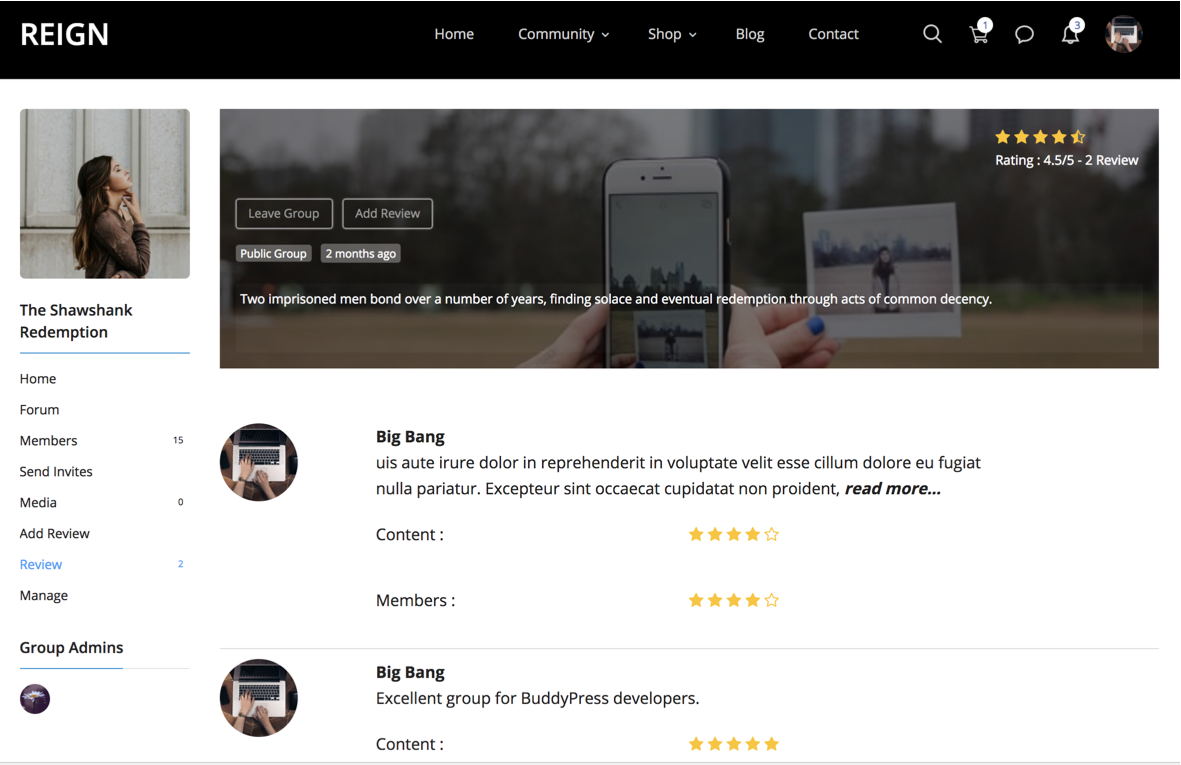 REIGN
Home Community Shop Blog Contact
1
3
Rating : 4.5/5 - 2 Review
Leave Group Add Review
Public Group 2 months ago
Two imprisoned men bond over a number of years, finding solace and eventual redemption through acts of common decency.
The Shawshank
Redemption
Home
Forum
Members 15
Send Invites
Media 0
Add Review
Review 2
Manage
Group Admins
Big Bang
uis aute irure dolor in reprehenderit in voluptate velit esse cillum dolore eu fugiat
nulla pariatur. Excepteur sint occaecat cupidatat non proident, read more...
Content :
Members :
Big Bang
Excellent group for BuddyPress developers.
Content :